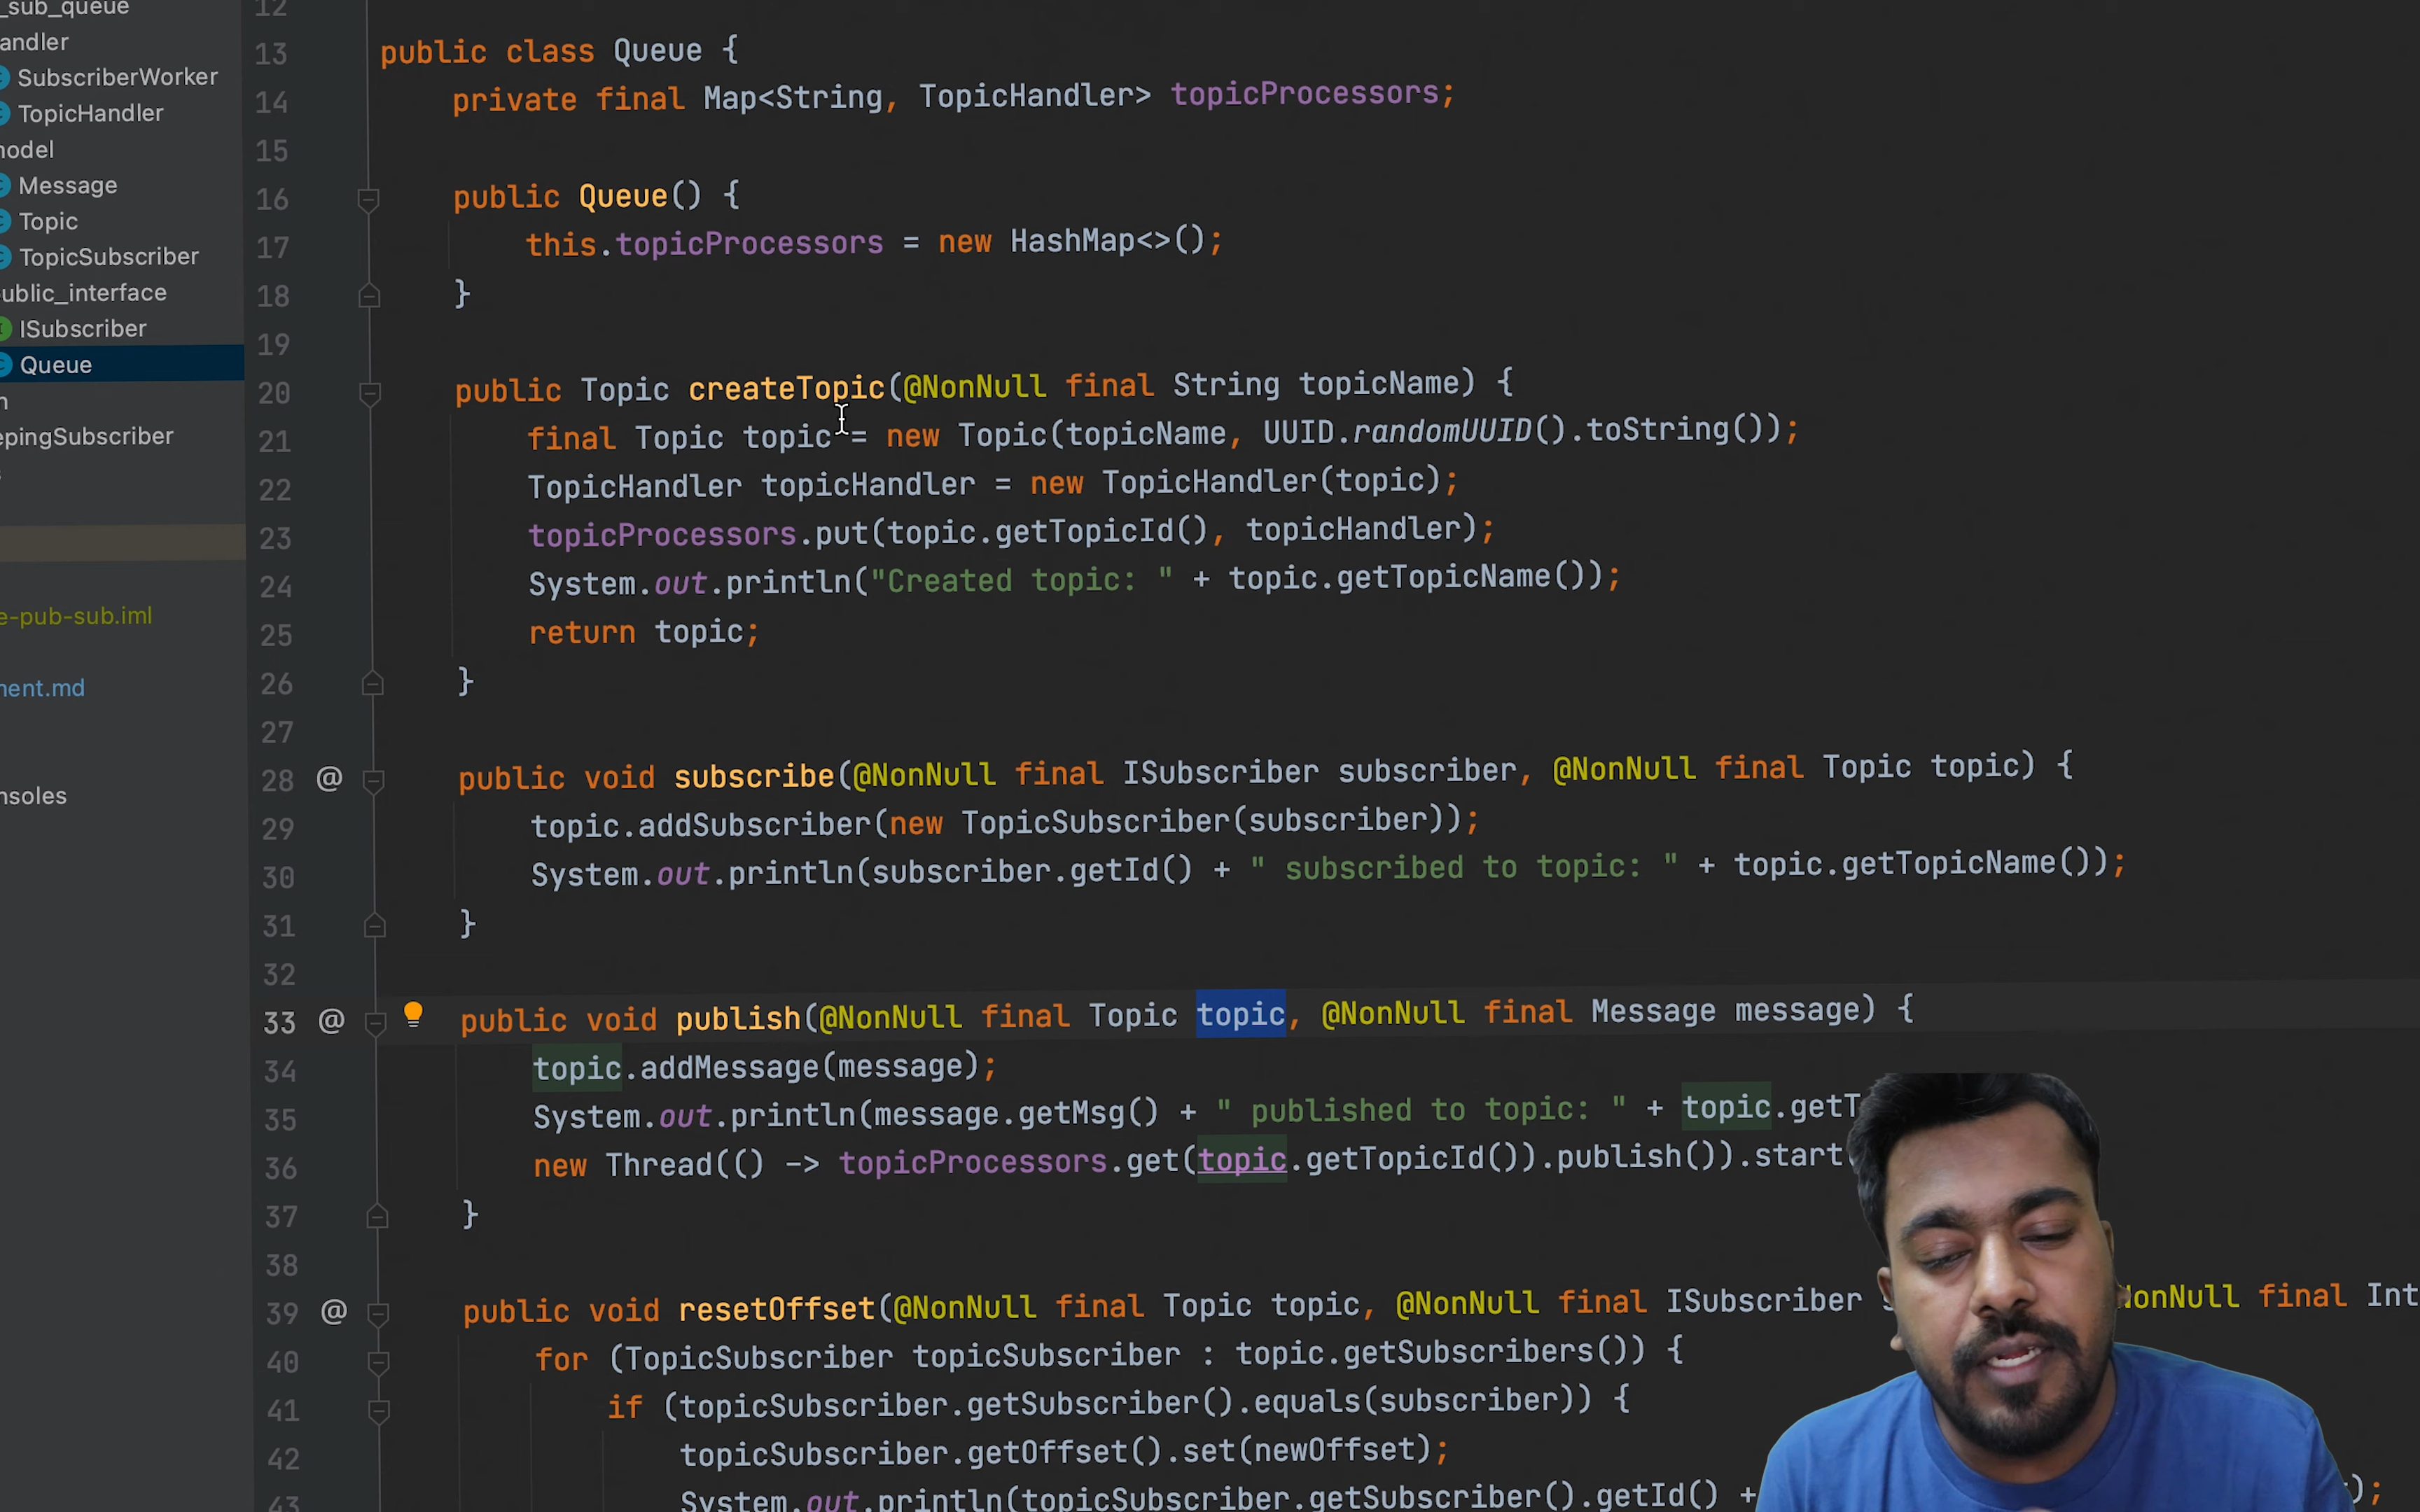 _sub_queue
andler
SubscriberWorker
TopicHandler
model
Message
Topic
TopicSubscriber
public_interface
ISubscriber
Queue
epingSubscriber
e-pub-sub.iml
ment.md
nsoles
12
13 public class Queue {
14 private final Map<String, TopicHandler> topicProcessors;
15
16 public Queue() {
17 this.topicProcessors = new HashMap<>();
18 }
19
20 public Topic createTopic(@NonNull final String topicName) {
21 final Topic topic = new Topic(topicName, UUID.randomUUID().toString());
22 TopicHandler topicHandler = new TopicHandler(topic);
23 topicProcessors.put(topic.getTopicId(), topicHandler);
24 System.out.println("Created topic: " + topic.getTopicName());
25 return topic;
26 }
27
28 @ public void subscribe(@NonNull final ISubscriber subscriber, @NonNull final Topic topic) {
29 topic.addSubscriber(new TopicSubscriber(subscriber));
30 System.out.println(subscriber.getId() + " subscribed to topic: " + topic.getTopicName());
31 }
32
33 @ public void publish(@NonNull final Topic topic, @NonNull final Message message) {
34 topic.addMessage(message);
35 System.out.println(message.getMsg() + " published to topic: " + topic.getT
36 new Thread(() -> topicProcessors.get(topic.getTopicId()).publish()).start
37 }
38
39 @ public void resetOffset(@NonNull final Topic topic, @NonNull final ISubscriber s NonNull final Int
40 for (TopicSubscriber topicSubscriber : topic.getSubscribers()) {
41 if (topicSubscriber.getSubscriber().equals(subscriber)) {
42 topicSubscriber.getOffset().set(newOffset);
43 System.out.println(topicSubscriber.getSubscriber().getId() + );